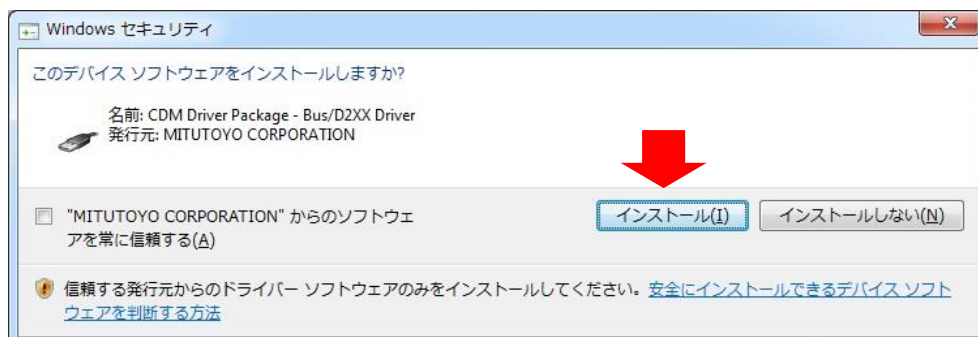 Windows セキュリティ
このデバイス ソフトウェアをインストールしますか?
名前: CDM Driver Package - Bus/D2XX Driver
発行元: MITUTOYO CORPORATION
"MITUTOYO CORPORATION" からのソフトウェ
アを常に信頼する(A)
インストール(I)
インストールしない(N)
信頼する発行元からのドライバー ソフトウェアのみをインストールしてください。安全にインストールできるデバイス ソフト
ウェアを判断する方法